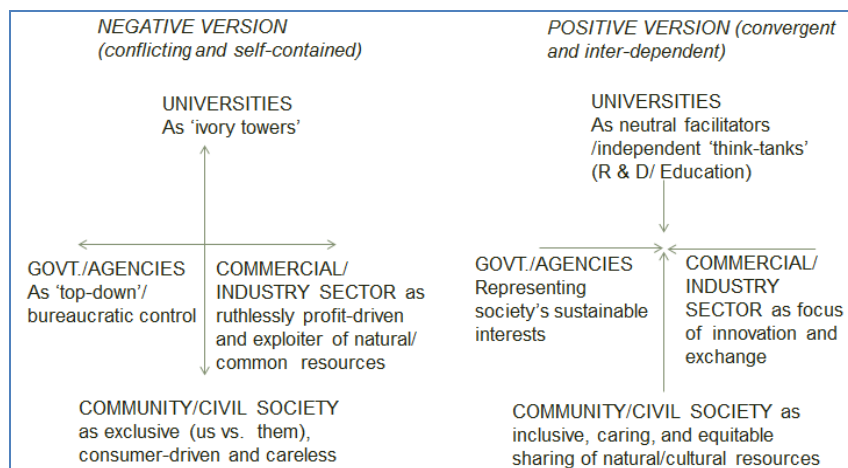 NEGATIVE VERSION
(conflicting and self-contained)
UNIVERSITIES
As ‘ivory towers’
GOVT./AGENCIES
As ‘top-down’/
bureaucratic control
COMMERCIAL/
INDUSTRY SECTOR as
ruthlessly profit-driven
and exploiter of natural/
common resources
COMMUNITY/CIVIL SOCIETY
as exclusive (us vs. them),
consumer-driven and careless
POSITIVE VERSION (convergent
and inter-dependent)
UNIVERSITIES
As neutral facilitators
/independent ‘think-tanks’
(R & D/ Education)
GOVT./AGENCIES
Representing
society’s sustainable
interests
COMMERCIAL/
INDUSTRY
SECTOR as focus
of innovation and
exchange
COMMUNITY/CIVIL SOCIETY as
inclusive, caring, and equitable
sharing of natural/cultural resources